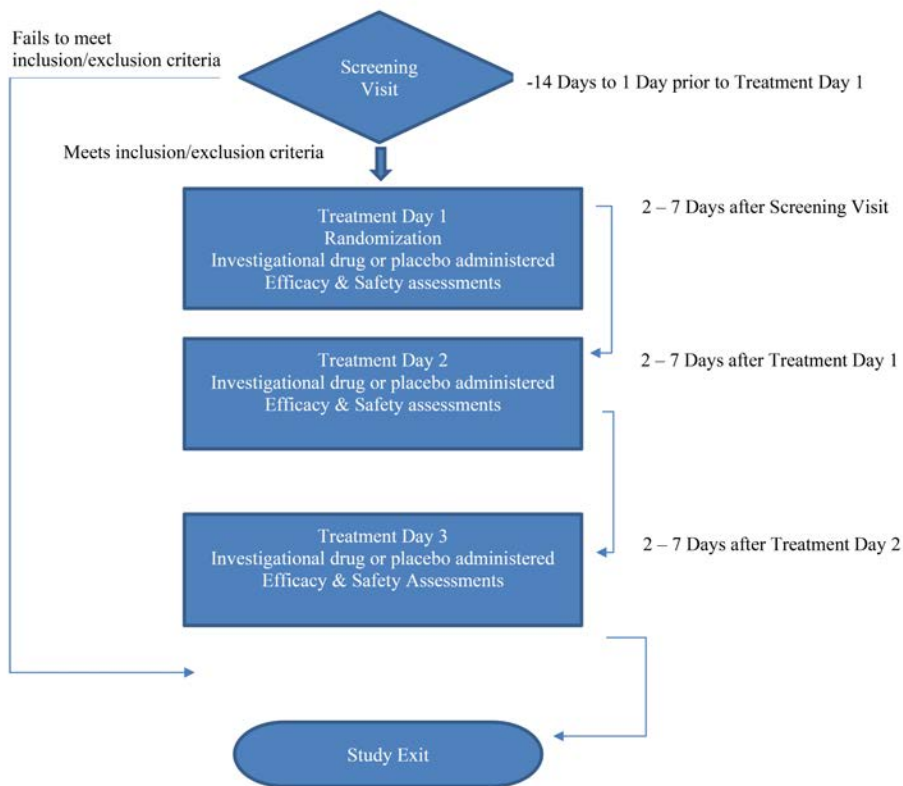 Fails to meet
inclusion/exclusion criteria
Screening
Visit
-14 Days to 1 Day prior to Treatment Day 1
Meets inclusion/exclusion criteria
Treatment Day 1
Randomization
Investigational drug or placebo administered
Efficacy & Safety assessments
2 – 7 Days after Screening Visit
Treatment Day 2
Investigational drug or placebo administered
Efficacy & Safety assessments
2 – 7 Days after Treatment Day 1
Treatment Day 3
Investigational drug or placebo administered
Efficacy & Safety Assessments
2 – 7 Days after Treatment Day 2
Study Exit